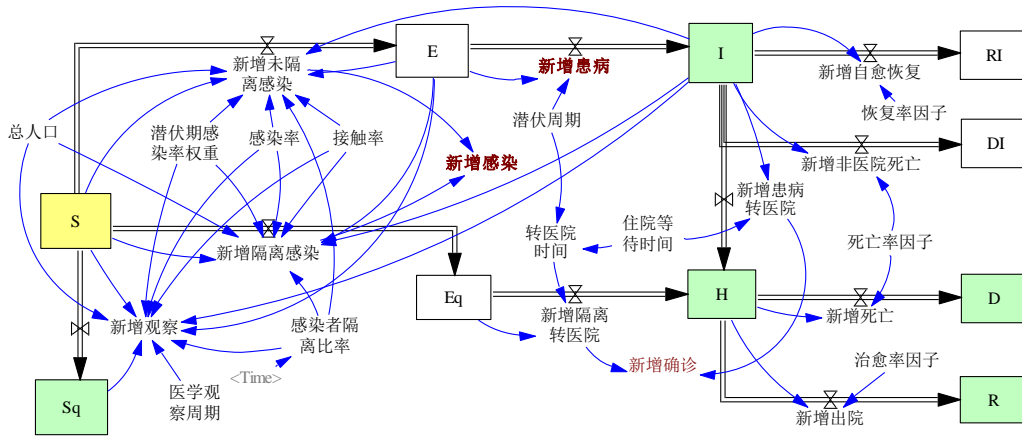 E
I
RI
新增未隔
离感染
新增患病
新增自愈恢复
恢复率因子
总人口
潜伏期感
染率权重
感染率
接触率
潜伏周期
DI
新增感染
新增非医院死亡
新增患病
转医院
S
新增隔离感染
转医院
时间
住院等
待时间
死亡率因子
Eq
H
D
新增观察
感染者隔
离比率
新增隔离
转医院
新增死亡
<Time>
新增确诊
治愈率因子
Sq
医学观
察周期
新增出院
R